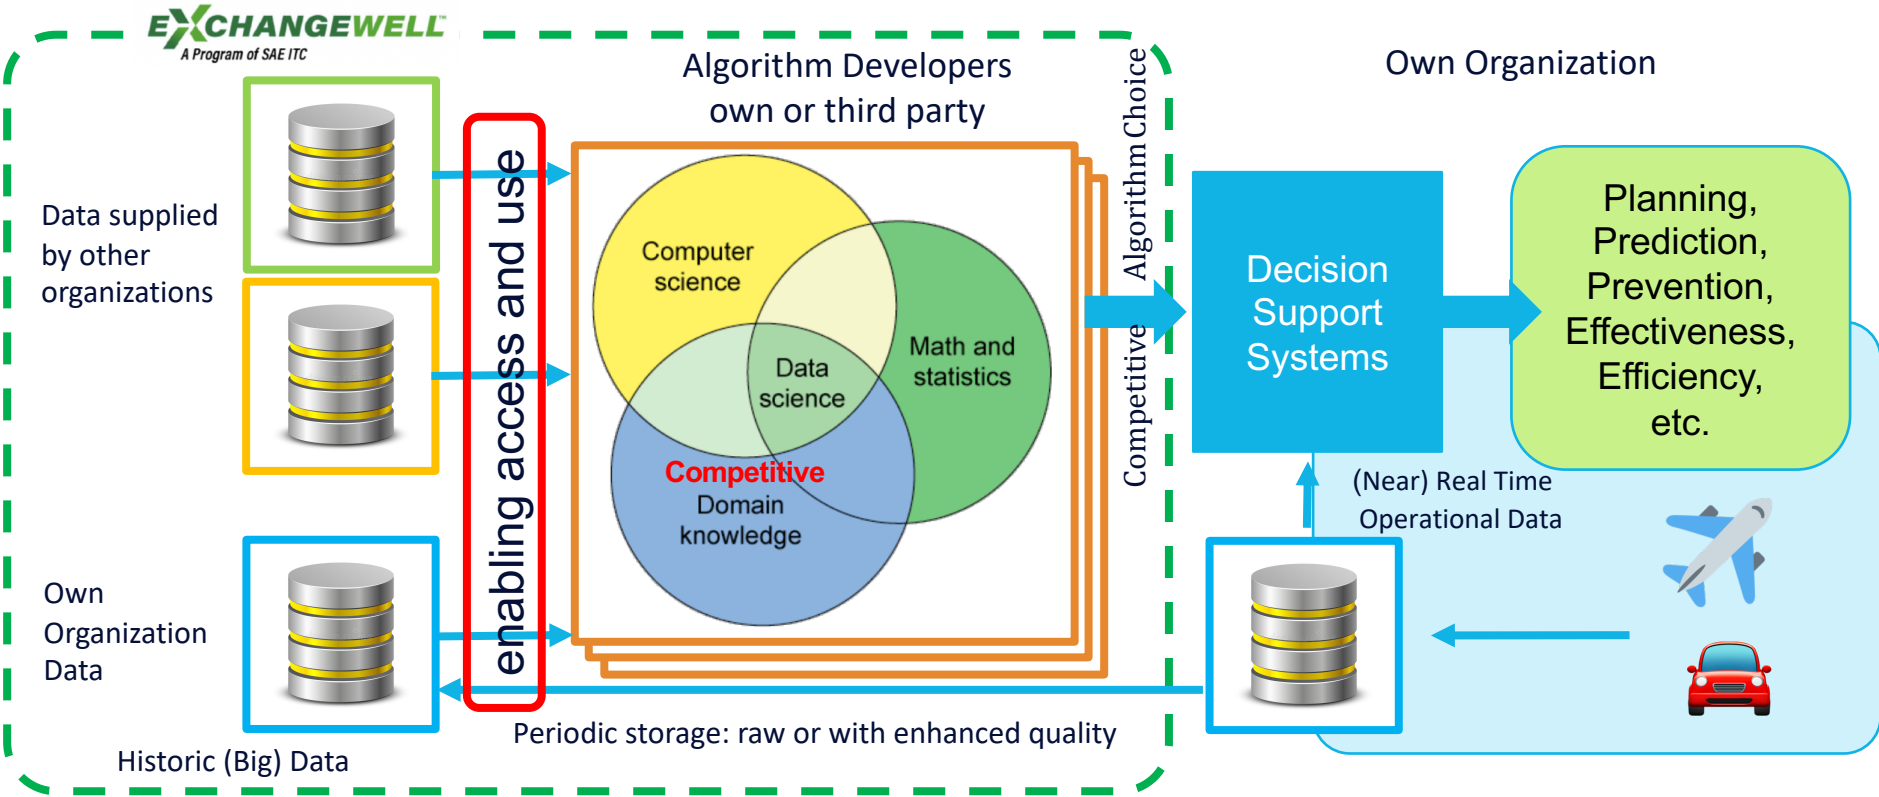 EXCHANGEWELL™
A Program of SAE ITC
Algorithm Developers
own or third party
Own Organization
Data supplied
by other
organizations
enabling access and use
Computer
science
Math and
statistics
Data
science
Competitive
Domain
knowledge
Competitive Algorithm Choice
Decision
Support
Systems
Planning,
Prediction,
Prevention,
Effectiveness,
Efficiency,
etc.
(Near) Real Time
Operational Data
Own
Organization
Data
Periodic storage: raw or with enhanced quality
Historic (Big) Data